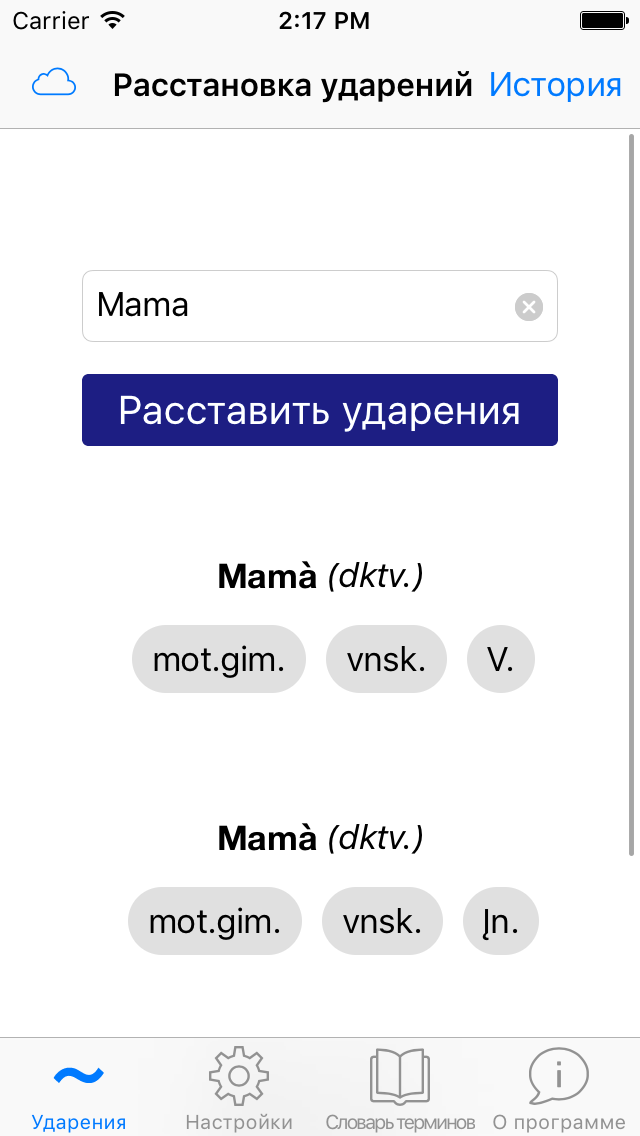 Carrier 2:17 PM
Расстановка ударений История
Mama
Расставить ударения
Mamà (dktv.)
mot.gim. vnsk. V.
Mamà (dktv.)
mot.gim. vnsk. Įn.
Ударения Настройки Словарь терминов О программе